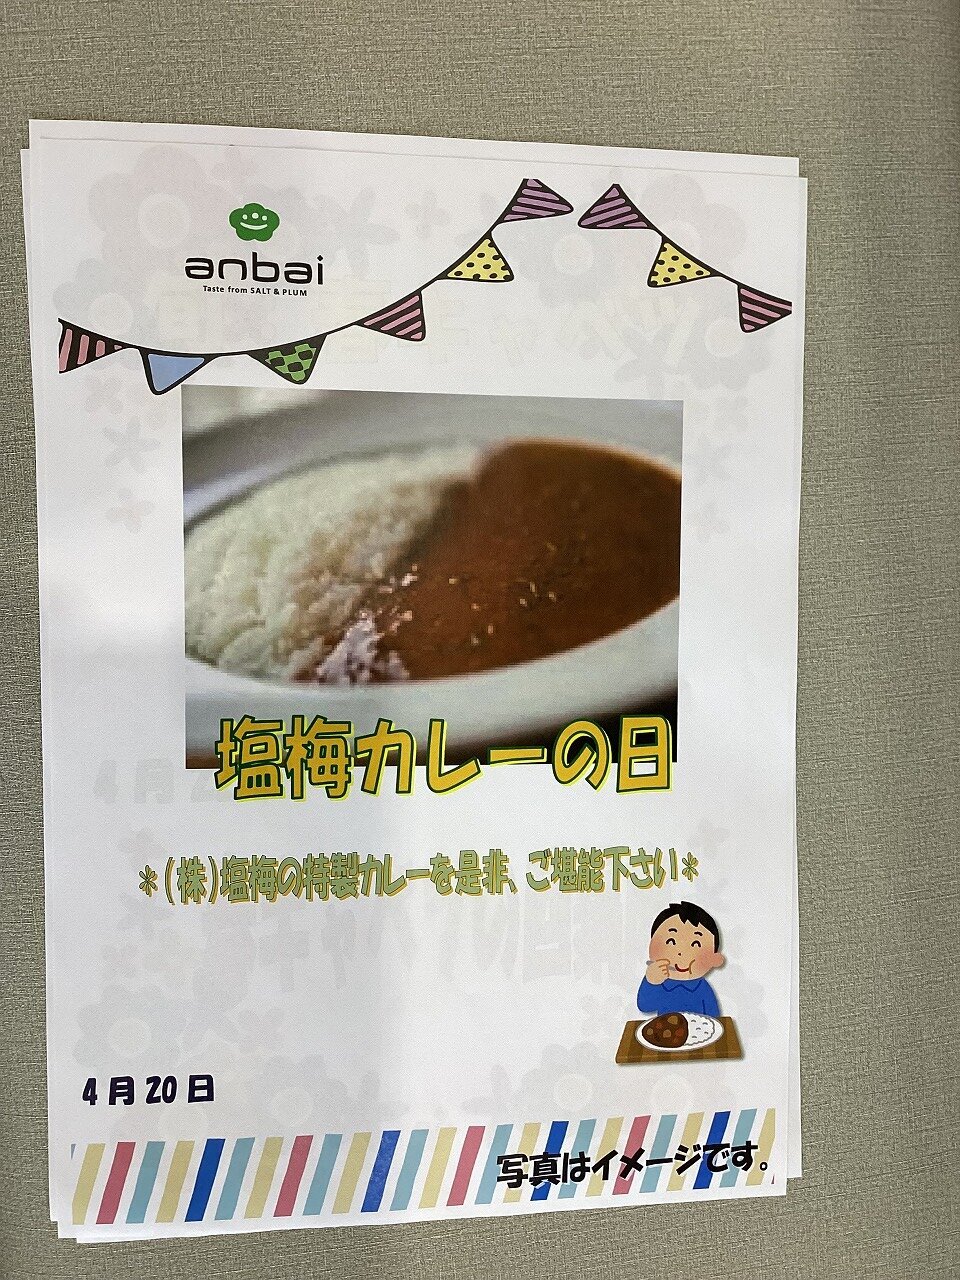 anbai
Taste from SALT & PLUM
塩梅カレーの日
＊(株)塩梅の特製カレーを是非、ご堪能下さい＊
4月20日
写真はイメージです。